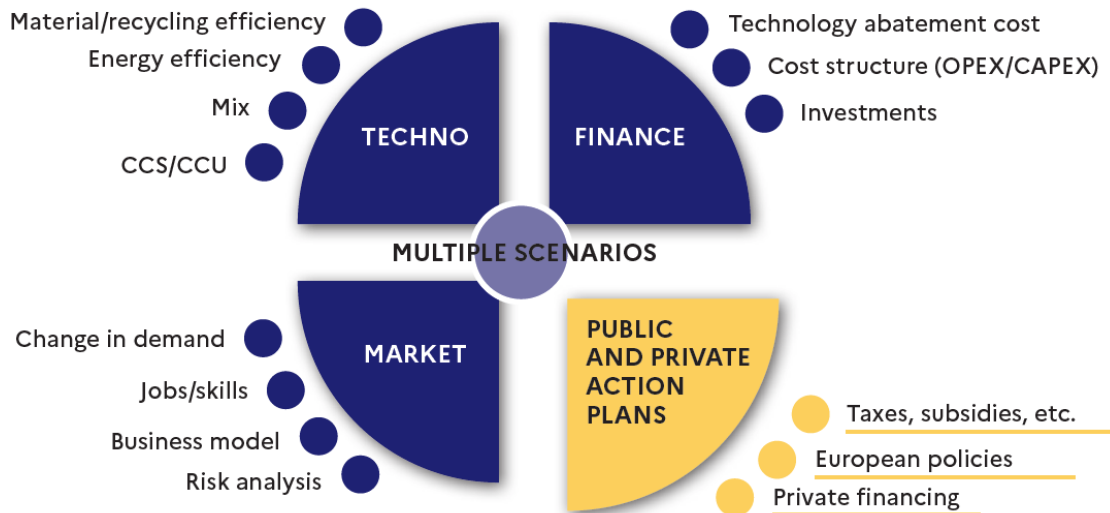 Material/recycling efficiency
Energy efficiency
Mix
CCS/CCU
TECHNO
FINANCE
Technology abatement cost
Cost structure (OPEX/CAPEX)
Investments
MULTIPLE SCENARIOS
Change in demand
Jobs/skills
Business model
Risk analysis
MARKET
PUBLIC
AND PRIVATE
ACTION
PLANS
Taxes, subsidies, etc.
European policies
Private financing